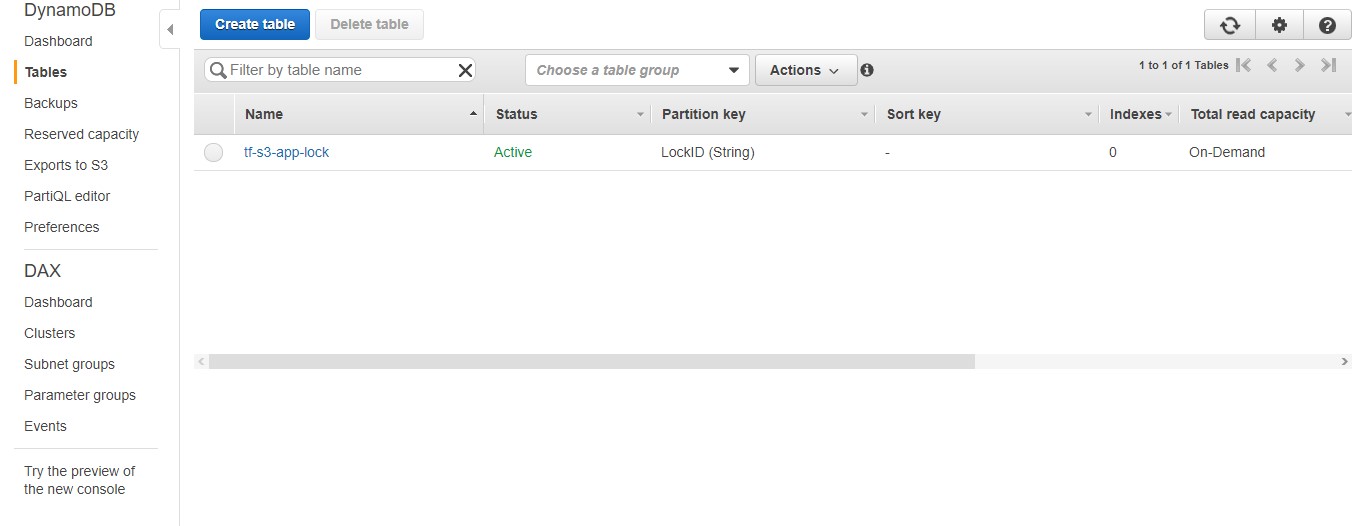 DynamoDB
Dashboard
Tables
Backups
Reserved capacity
Exports to S3
PartiQL editor
Preferences
DAX
Dashboard
Clusters
Subnet groups
Parameter groups
Events
Try the preview of
the new console
Create table Delete table
Filter by table name Choose a table group Actions 1 to 1 of 1 Tables
Name Status Partition key Sort key Indexes Total read capacity
tf-s3-app-lock Active LockID (String) - 0 On-Demand